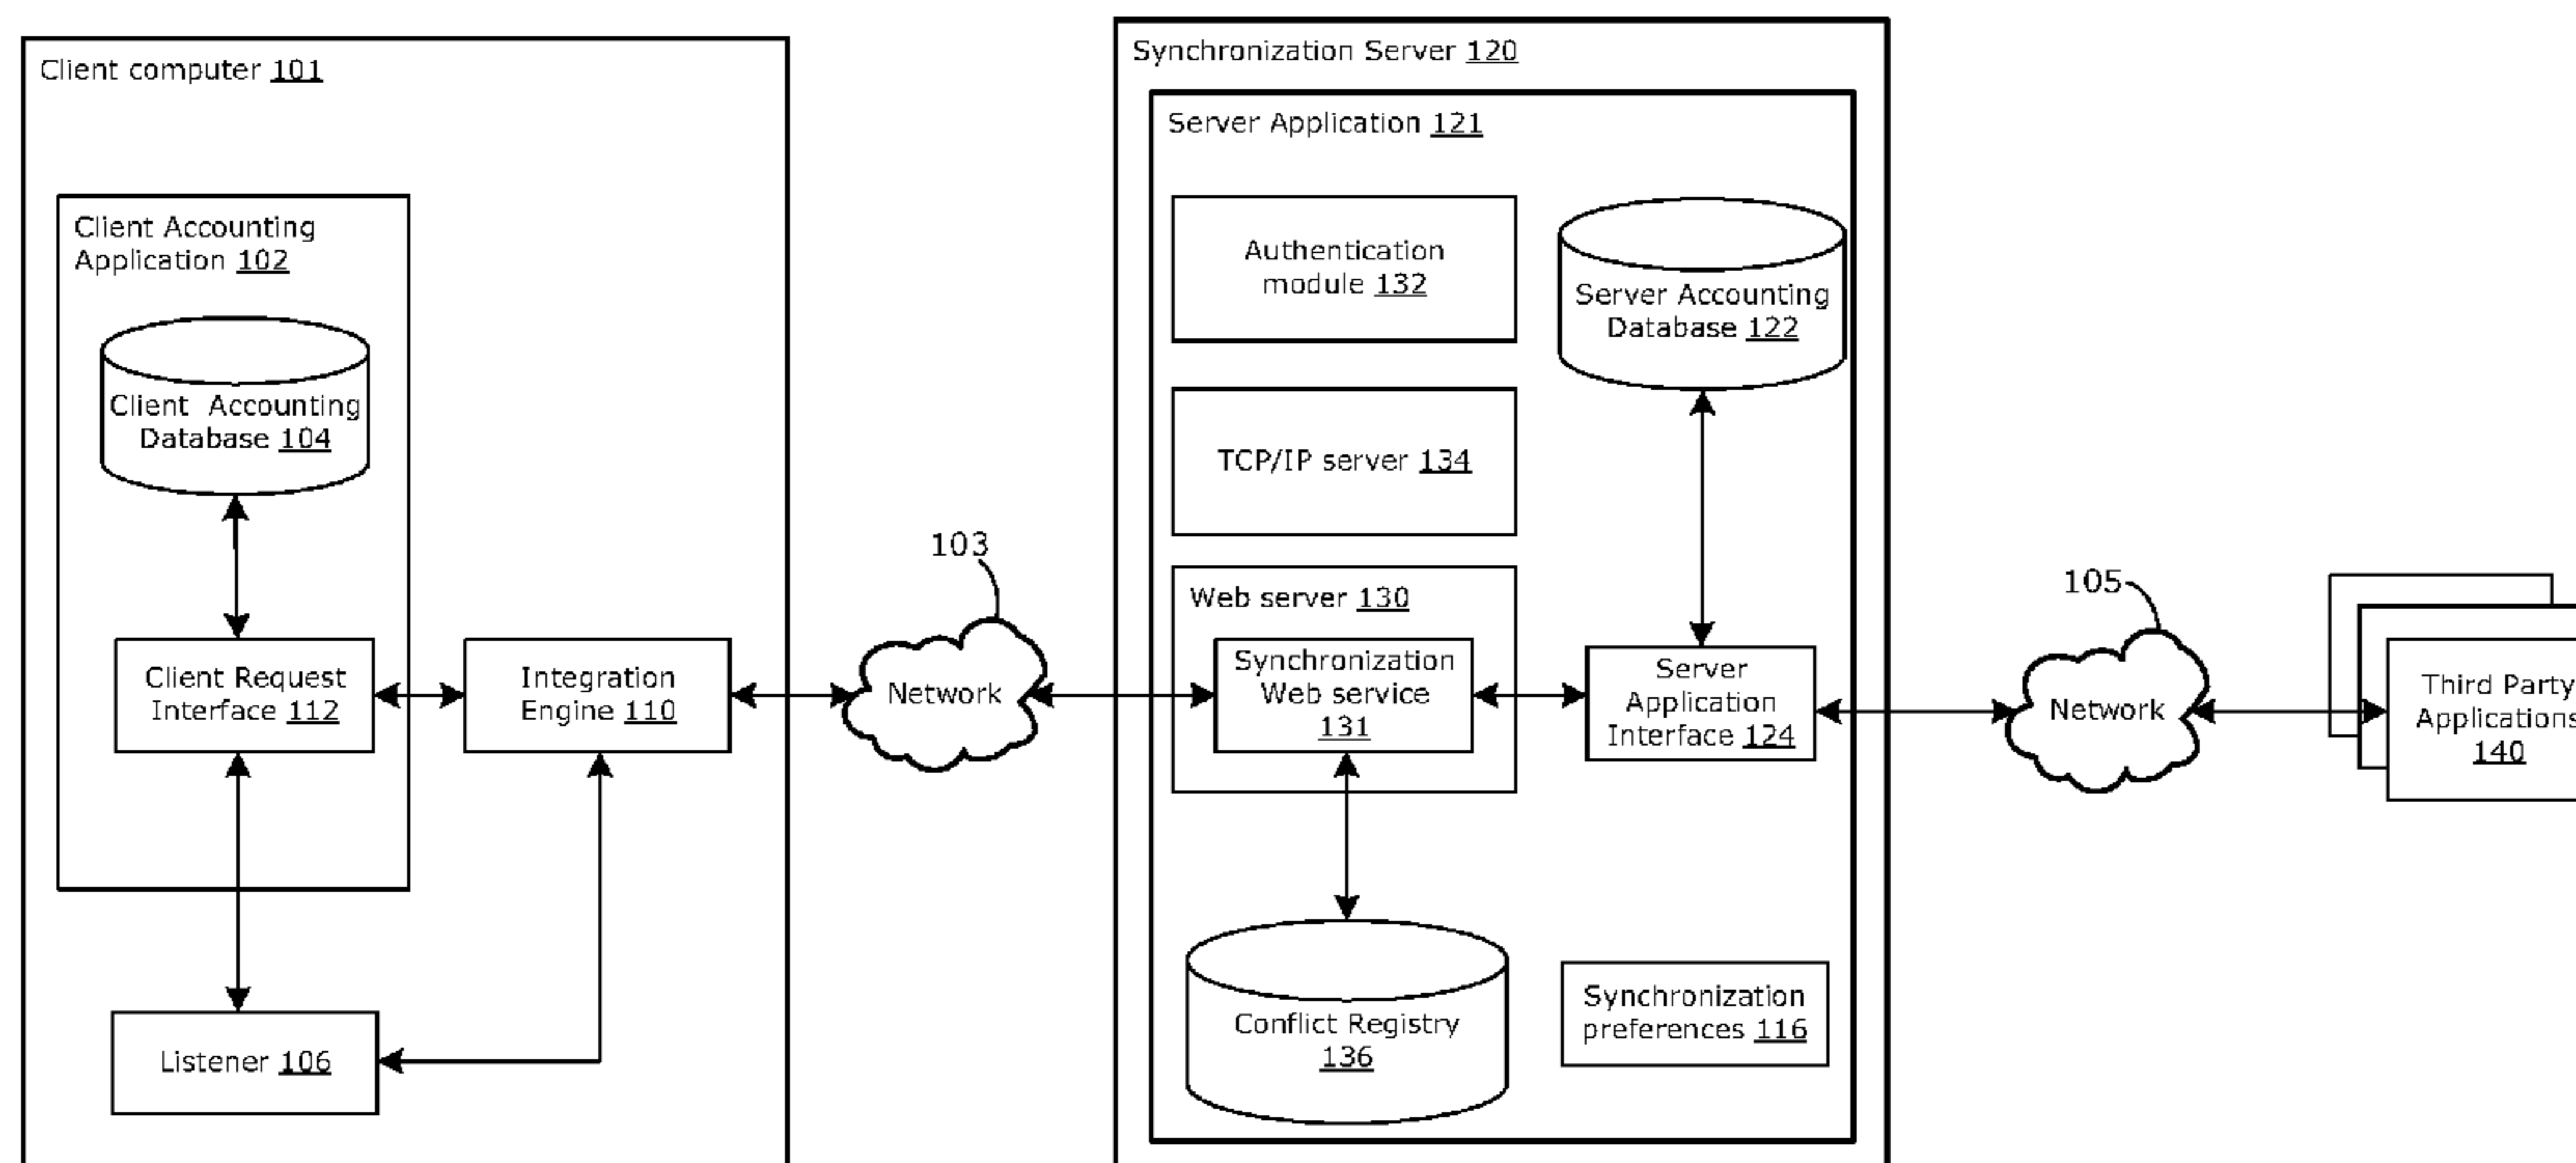 Client computer 101
Client Accounting
Application 102
Client Accounting
Database 104
Client Request
Interface 112
Integration
Engine 110
Listener 106
103
Network
Synchronization Server 120
Server Application 121
Authentication
module 132
Server Accounting
Database 122
TCP/IP server 134
Web server 130
Synchronization
Web service
131
Server
Application
Interface 124
Conflict Registry
136
Synchronization
preferences 116
105
Network
Third Party
Applications
140